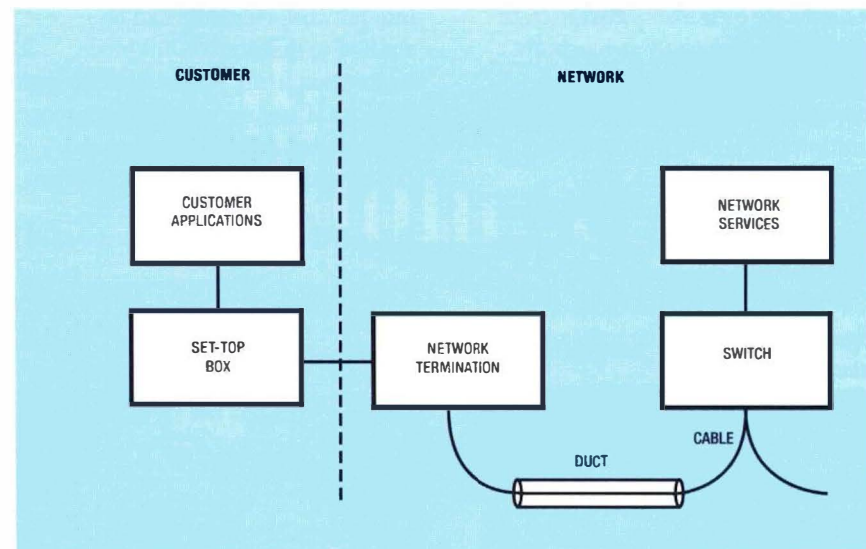 CUSTOMER
NETWORK
CUSTOMER
APPLICATIONS
NETWORK
SERVICES
SET-TOP
BOX
NETWORK
TERMINATION
SWITCH
CABLE
DUCT